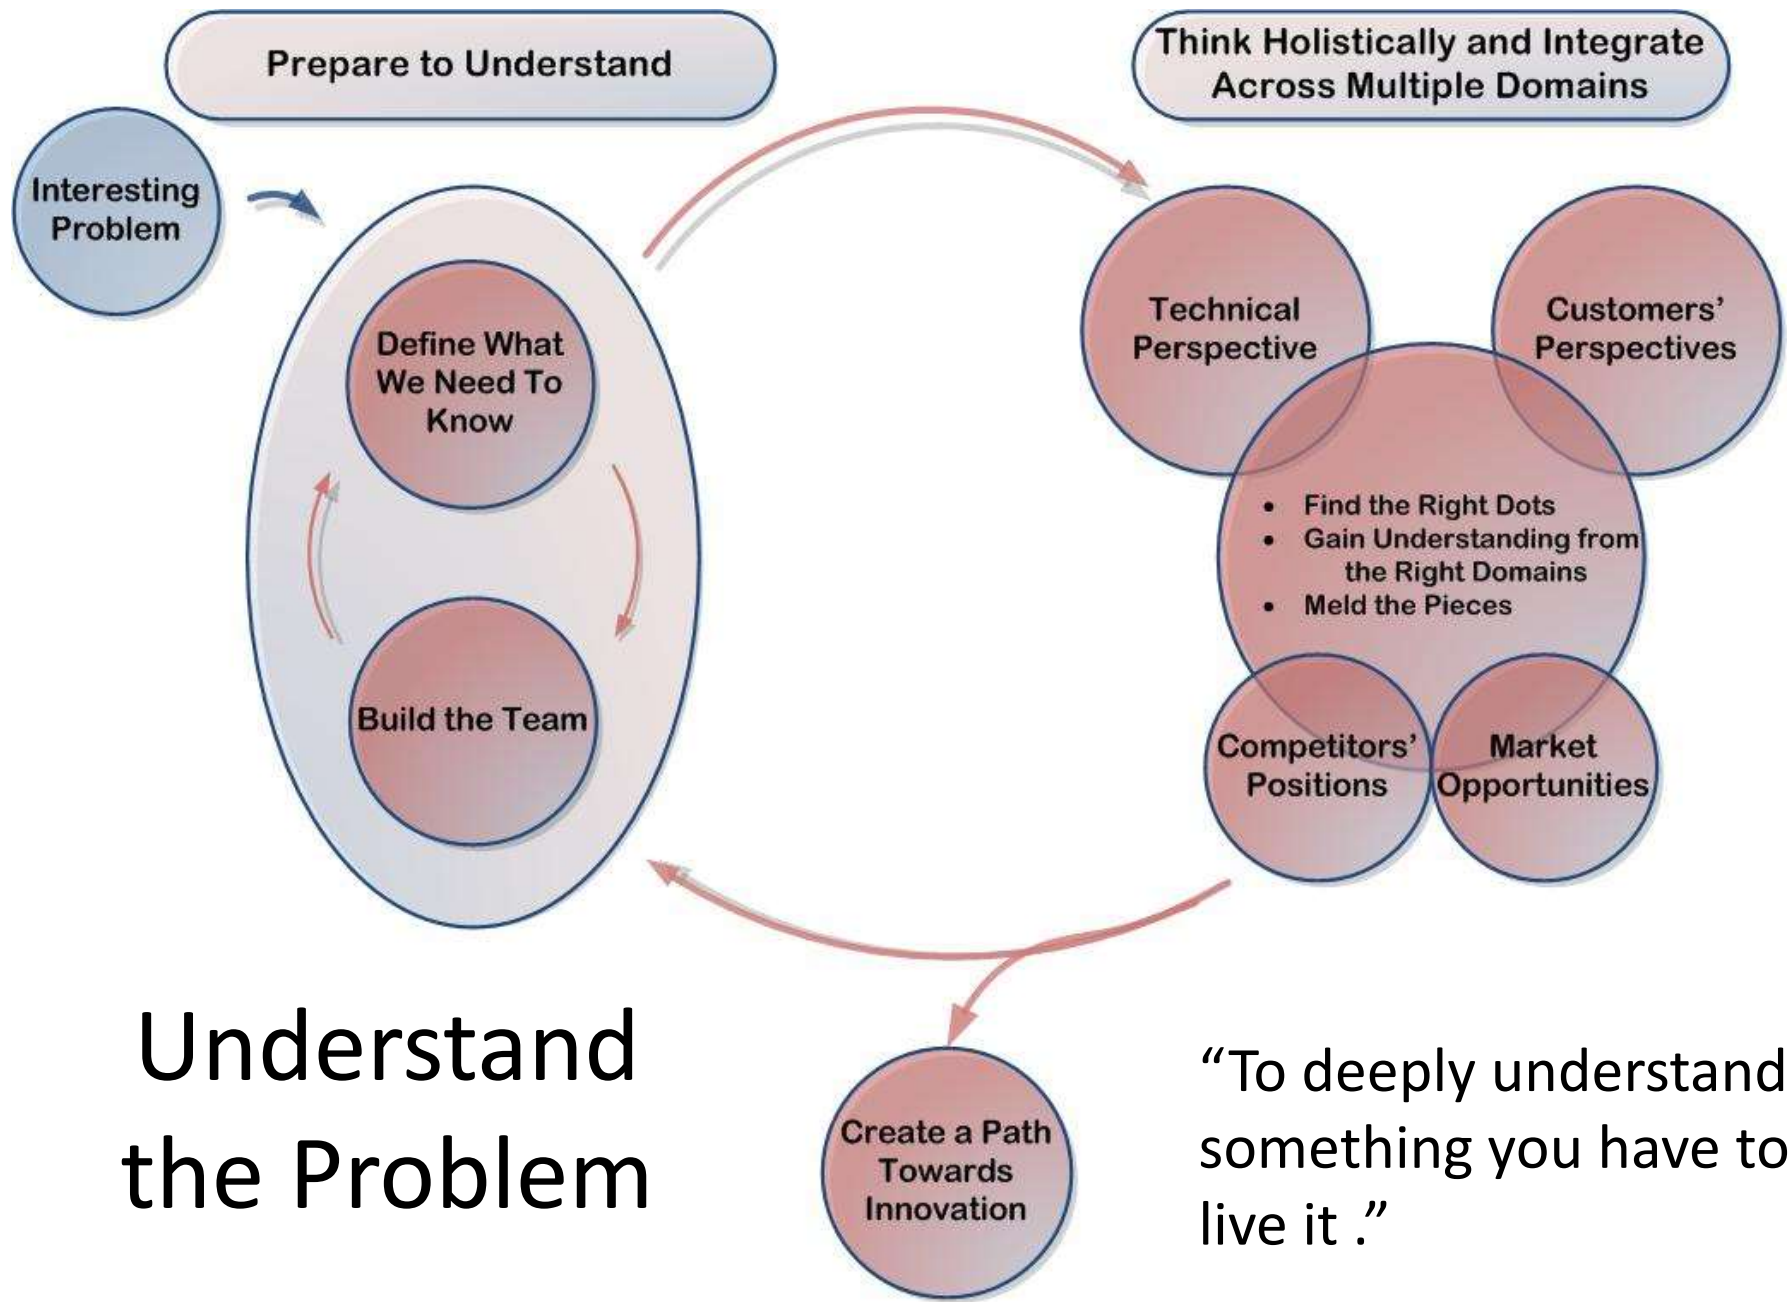 Prepare to Understand
Think Holistically and Integrate
Across Multiple Domains
Interesting
Problem
Define What
We Need To
Know
Build the Team
Technical
Perspective
Customers’
Perspectives
• Find the Right Dots
• Gain Understanding from
the Right Domains
• Meld the Pieces
Competitors’
Positions
Market
Opportunities
Create a Path
Towards
Innovation
Understand
the Problem
“To deeply understand
something you have to
live it .”